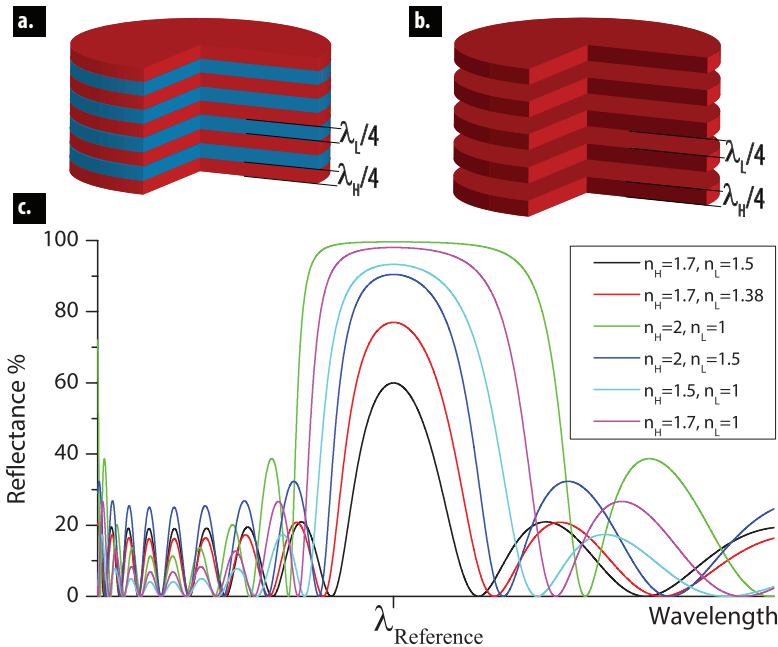 a.
b.
λL/4
λH/4
λL/4
λH/4
c.
100
80
60
40
20
0
Reflectance %
nH=1.7, nL=1.5
nH=1.7, nL=1.38
nH=2, nL=1
nH=2, nL=1.5
nH=1.5, nL=1
nH=1.7, nL=1
λReference
Wavelength